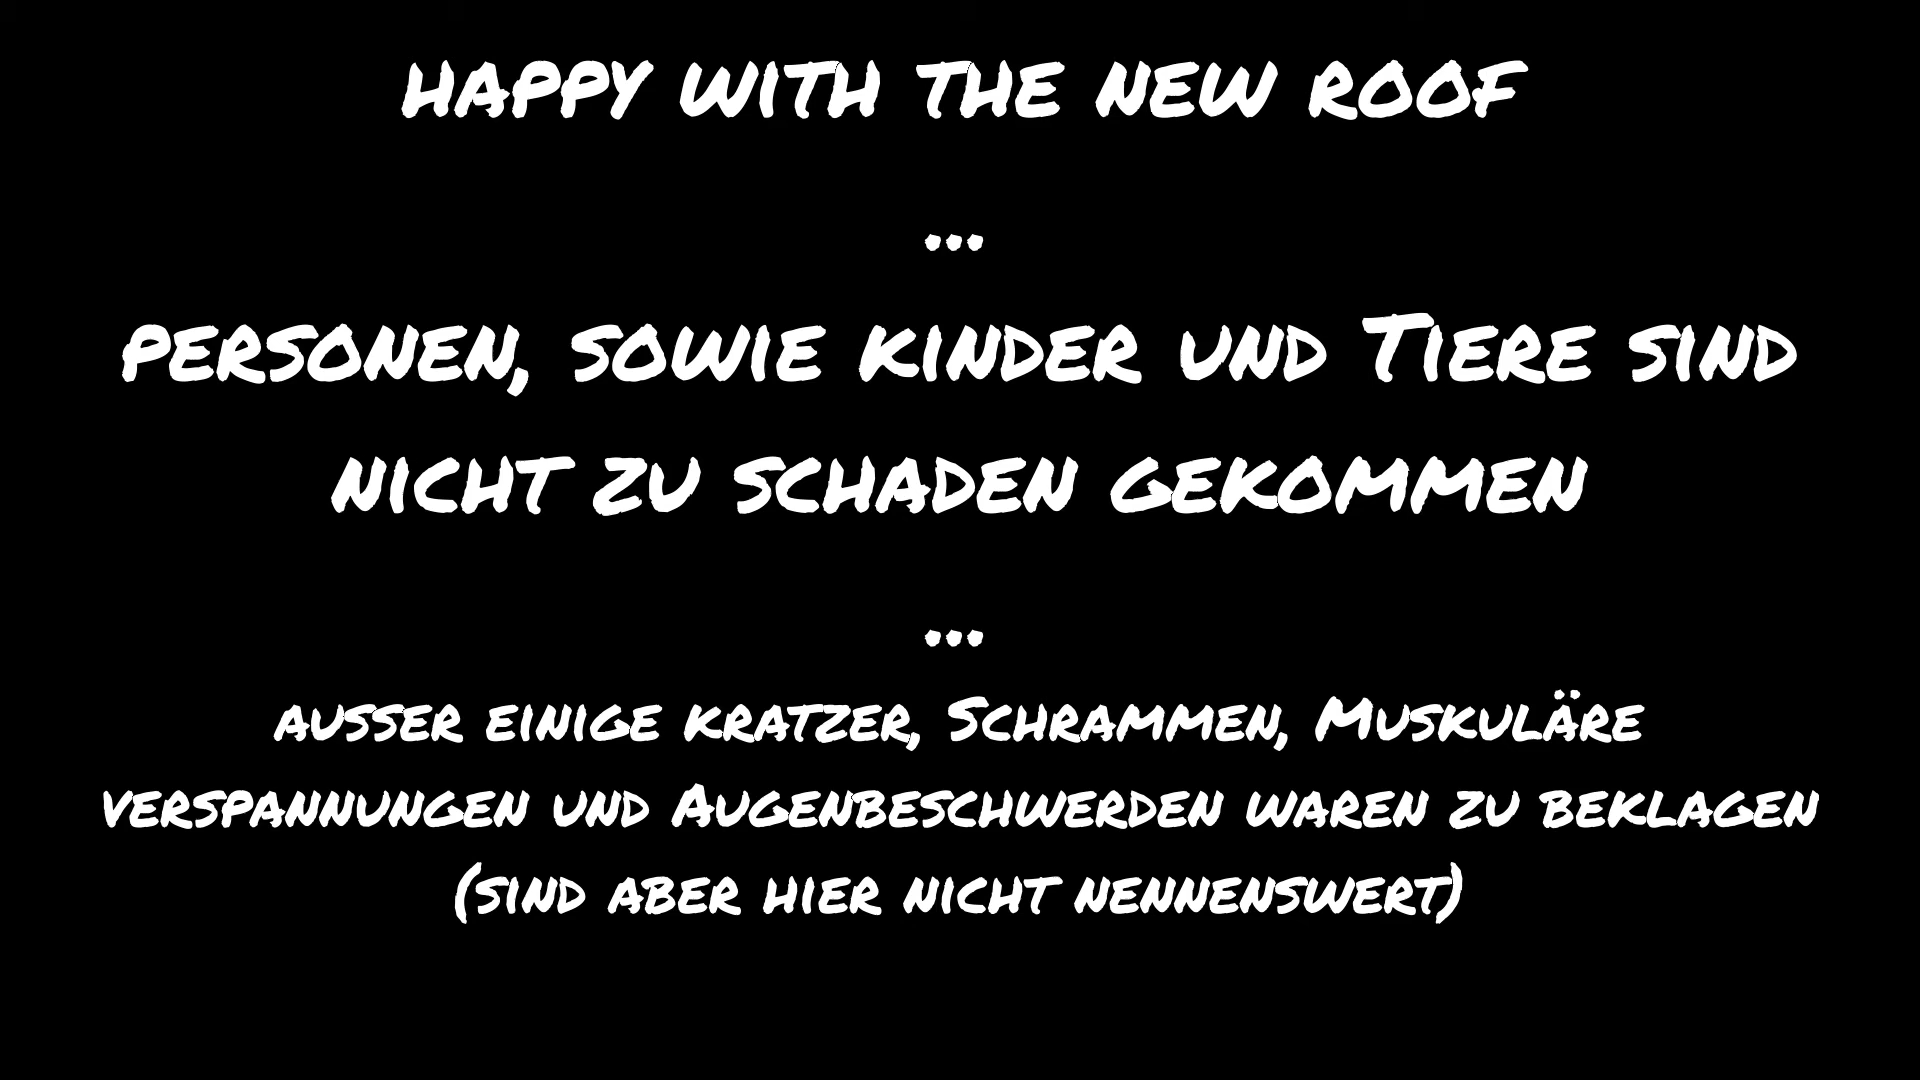 HAPPY WITH THE NEW ROOF
...
PERSONEN, SOWIE KINDER UND TIERE SIND
NICHT ZU SCHADEN GEKOMMEN
...
AUSSER EINIGE KRATZER, SCHRAMMEN, MUSKULÄRE
VERSPANNUNGEN UND AUGENBESCHWERDEN WAREN ZU BEKLAGEN
(SIND ABER HIER NICHT NENNENSWERT)